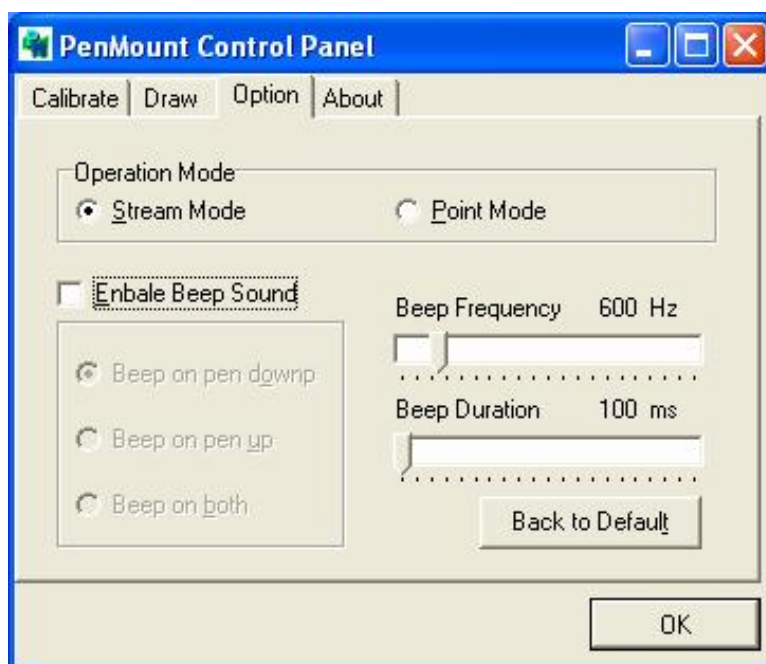 PenMount Control Panel
Calibrate Draw Option About
Operation Mode
Stream Mode Point Mode
Enbale Beep Sound
Beep on pen downp
Beep on pen up
Beep on both
Beep Frequency 600 Hz
Beep Duration 100 ms
Back to Default
OK